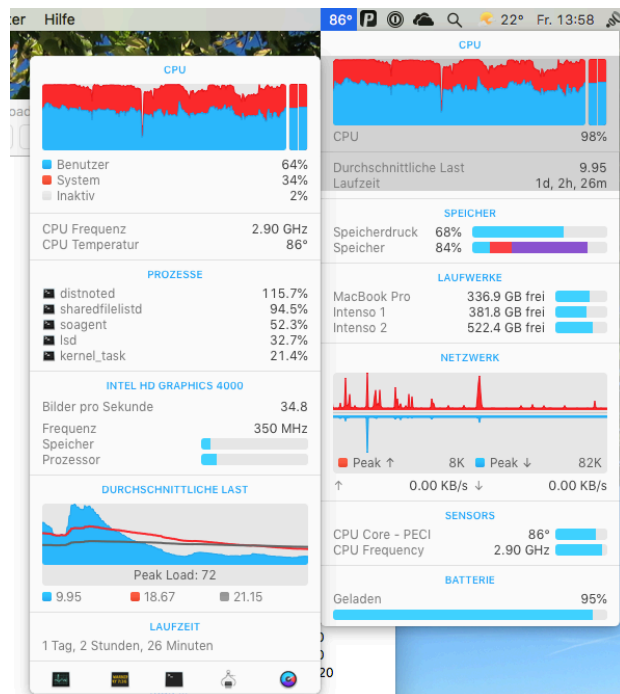 ter Hilfe 86° 22° Fr. 13:58
CPU
Benutzer 64%
System 34%
Inaktiv 2%
CPU Frequenz 2.90 GHz
CPU Temperatur 86°
PROZESSE
distnoted 115.7%
sharedfilelistd 94.5%
soagent 52.3%
lsd 32.7%
kernel_task 21.4%
INTEL HD GRAPHICS 4000
Bilder pro Sekunde 34.8
Frequenz 350 MHz
Speicher
Prozessor
DURCHSCHNITTLICHE LAST
Peak Load: 72
9.95 18.67 21.15
LAUFZEIT
1 Tag, 2 Stunden, 26 Minuten
CPU
CPU 98%
Durchschnittliche Last 9.95
Laufzeit 1d, 2h, 26m
SPEICHER
Speicherdruck 68%
Speicher 84%
LAUFWERKE
MacBook Pro 336.9 GB frei
Intenso 1 381.8 GB frei
Intenso 2 522.4 GB frei
NETZWERK
Peak ↑ 8K Peak ↓ 82K
↑ 0.00 KB/s ↓ 0.00 KB/s
SENSORS
CPU Core - PECI 86°
CPU Frequency 2.90 GHz
BATTERIE
Geladen 95%
20